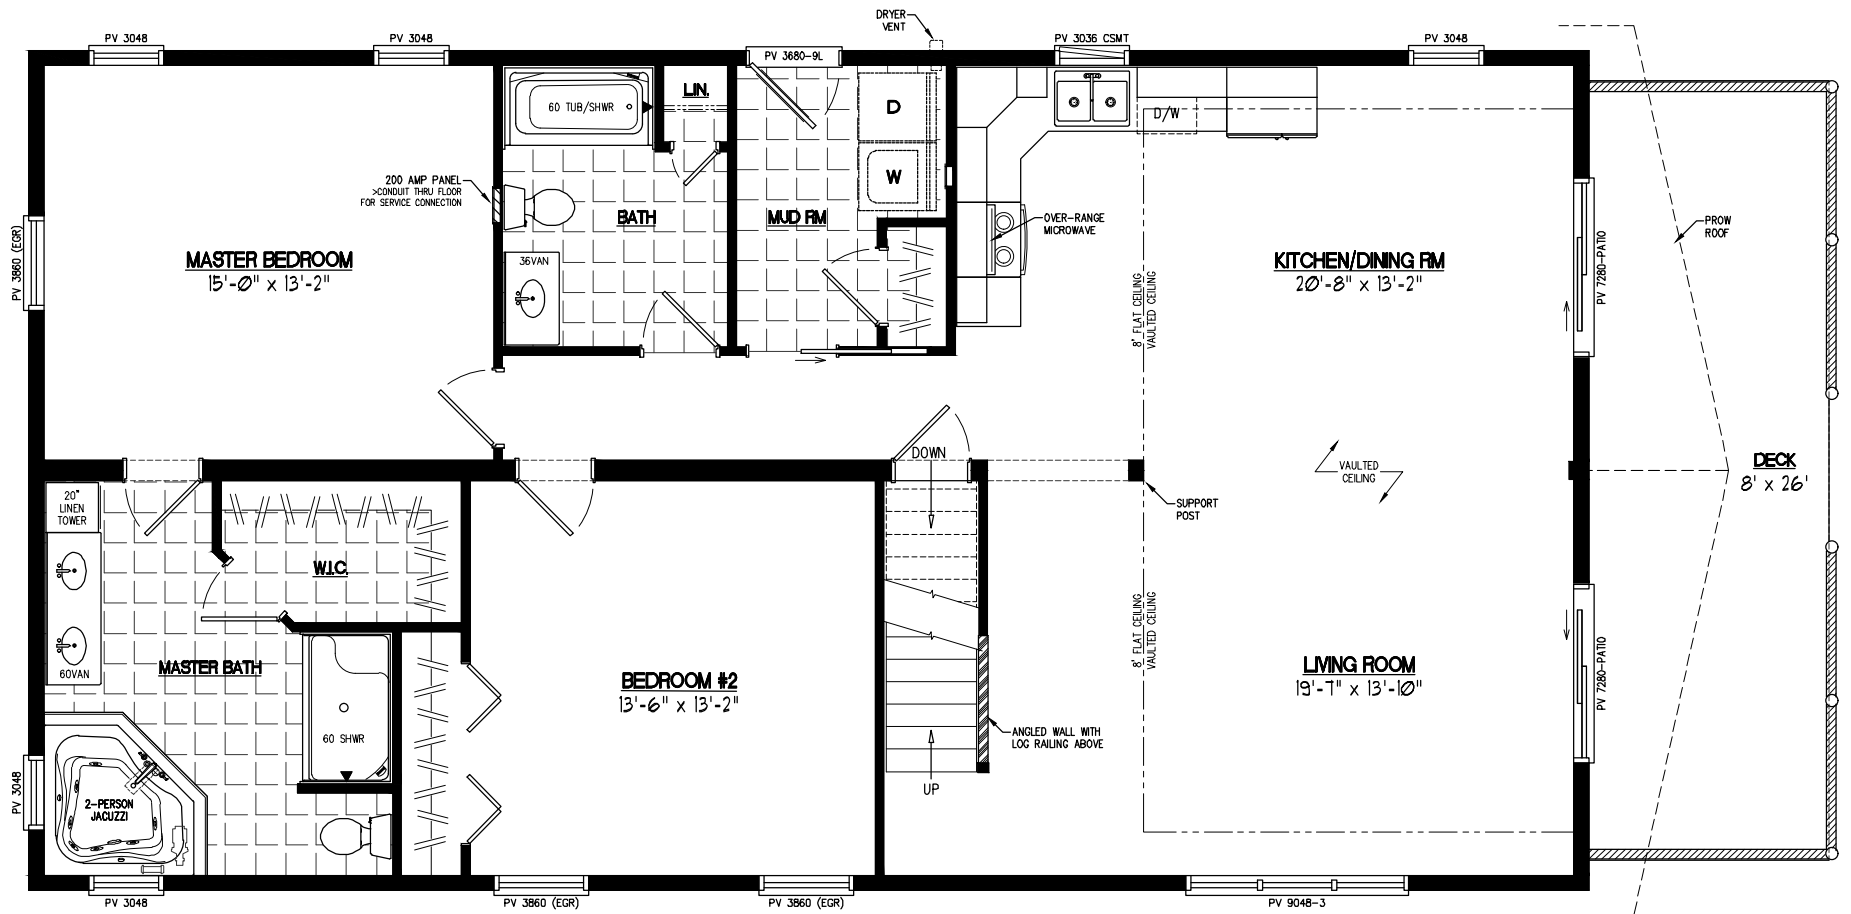 DRYER
VENT
PV 3048
PV 3048
PV 3680-9L
PV 3036 CSMT
PV 3048
60 TUB/SHWR
LIN.
D
D/W
W
200 AMP PANEL
>CONDUIT THRU FLOOR
FOR SERVICE CONNECTION
BATH
MUD RM
OVER-RANGE
MICROWAVE
PROW
ROOF
PV 3860 (EGR)
MASTER BEDROOM
15'-0" x 13'-2"
36VAN
KITCHEN/DINING RM
20'-8" x 13'-2"
PV 7280-PATIO
8' FLAT CEILING
VAULTED CEILING
DOWN
VAULTED
CEILING
DECK
8' x 26'
20"
LINEN
TOWER
SUPPORT
POST
W.I.C.
8' FLAT CEILING
VAULTED CEILING
60VAN
MASTER BATH
BEDROOM #2
13'-6" x 13'-2"
LIVING ROOM
19'-7" x 13'-10"
PV 7280-PATIO
60 SHWR
ANGLED WALL WITH
LOG RAILING ABOVE
UP
PV 3048
2-PERSON
JACUZZI
PV 3048
PV 3860 (EGR)
PV 3860 (EGR)
PV 9048-3